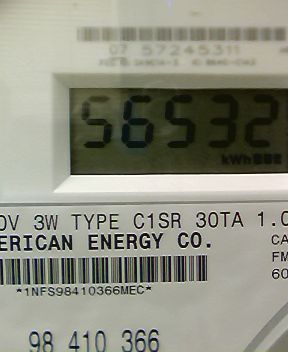 07 57245311
56532
kWh
0V 3W TYPE C1SR 30TA 1.0
ERICAN ENERGY CO.
CA
FM
60
*1NFS98410366MEC*
98 410 366